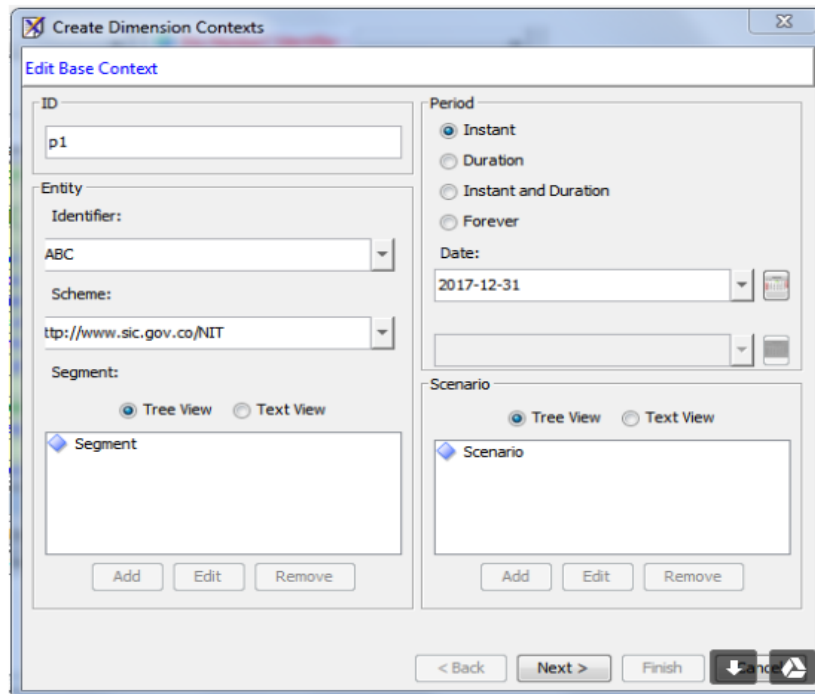 Create Dimension Contexts
Edit Base Context
ID
p1
Entity
Identifier:
ABC
Scheme:
ttp://www.sic.gov.co/NIT
Segment:
Tree View Text View
Segment
Add Edit Remove
Period
Instant
Duration
Instant and Duration
Forever
Date:
2017-12-31
Scenario
Tree View Text View
Scenario
Add Edit Remove
< Back Next > Finish Cancel